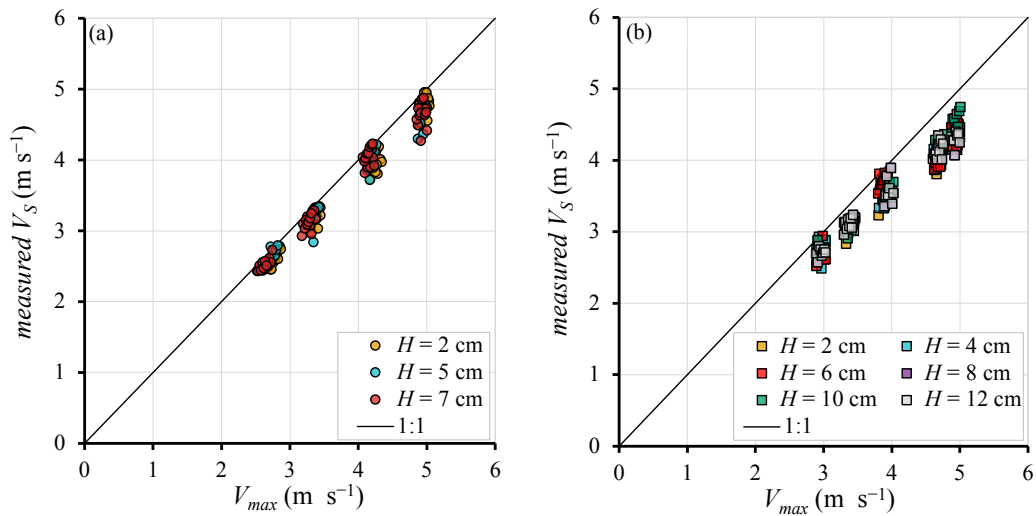 (a)
6
5
4
3
2
1
0
measured V_S (m s⁻¹)
H = 2 cm
H = 5 cm
H = 7 cm
1:1
0 1 2 3 4 5 6
V_max (m s⁻¹)
(b)
6
5
4
3
2
1
0
measured V_S (m s⁻¹)
H = 2 cm H = 4 cm
H = 6 cm H = 8 cm
H = 10 cm H = 12 cm
1:1
0 1 2 3 4 5 6
V_max (m s⁻¹)